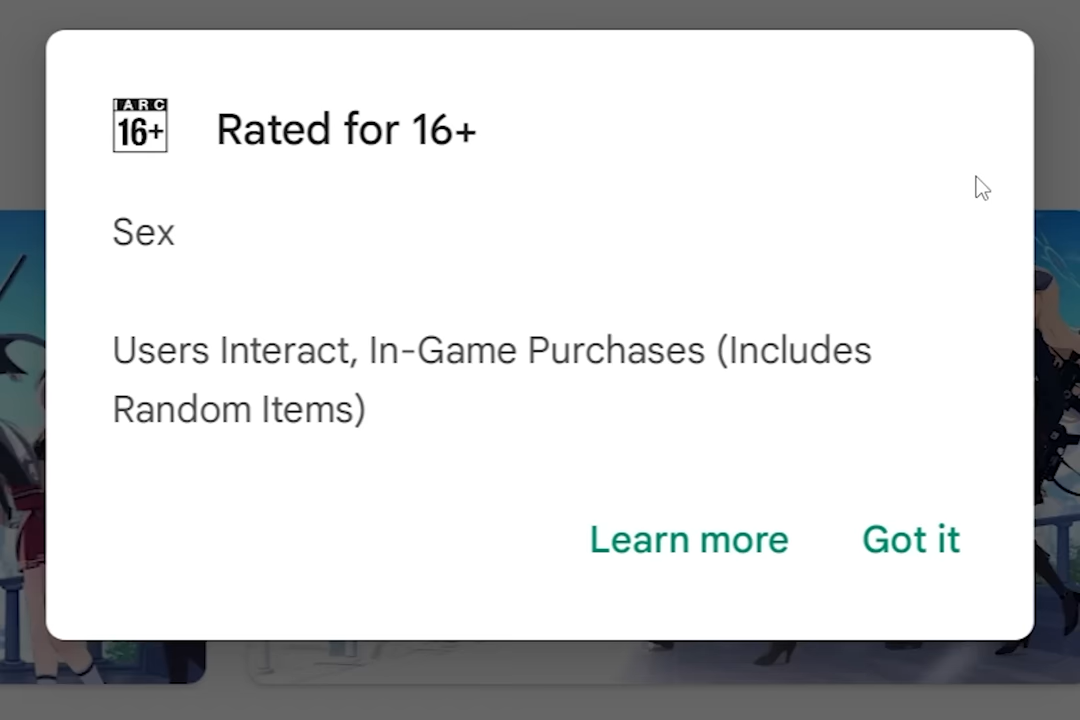 IARC
16+
Rated for 16+
Sex
Users Interact, In-Game Purchases (Includes
Random Items)
Learn more
Got it